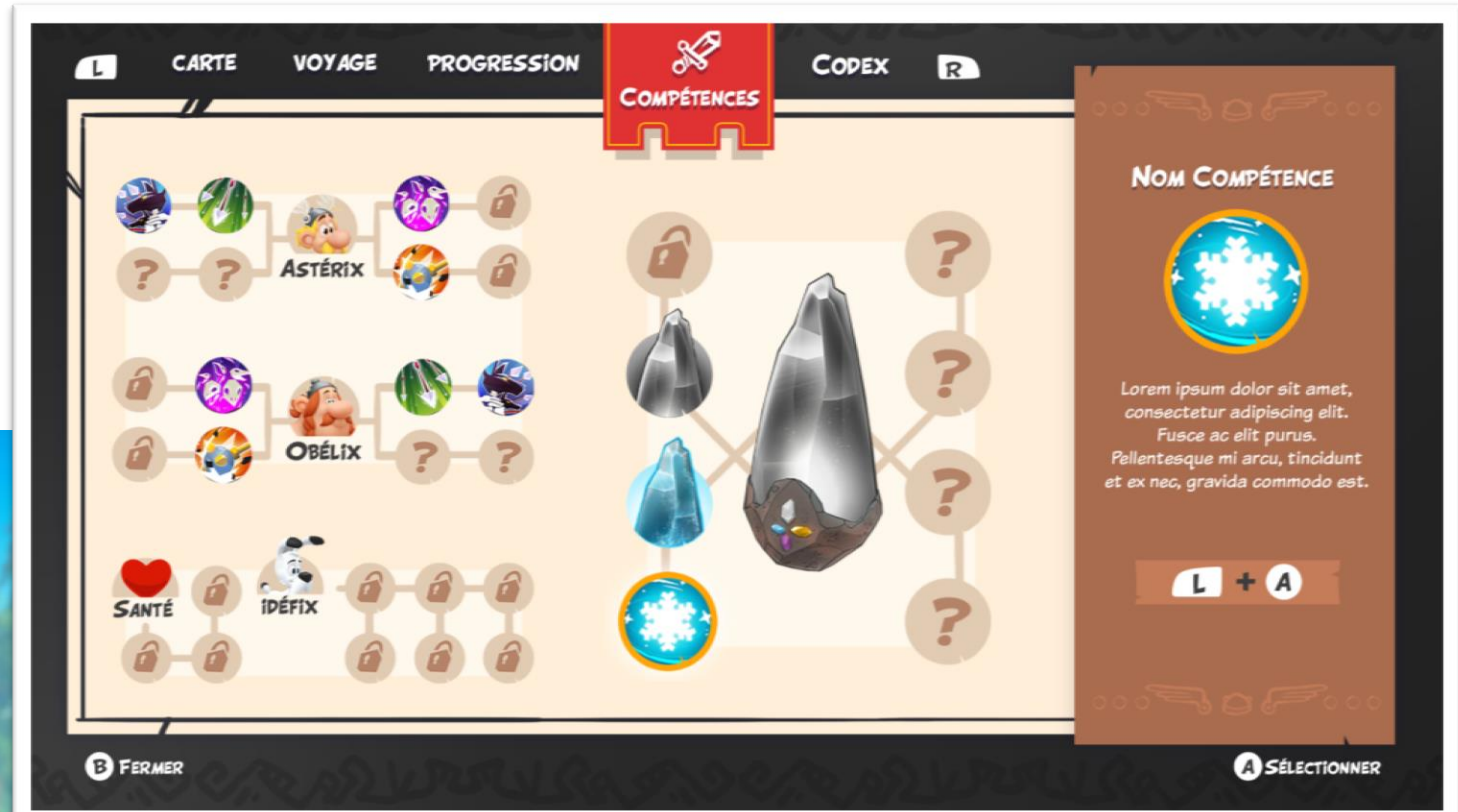 L CARTE VOYAGE PROGRESSION COMPÉTENCES CODEX R
? ? ASTÉRIX
OBÉLIX ? ?
SANTÉ IDÉFIX
?
?
?
?
NOM COMPÉTENCE
Lorem ipsum dolor sit amet,
consectetur adipiscing elit.
Fusce ac elit purus.
Pellentesque mi arcu, tincidunt
et ex nec, gravida commodo est.
L + A
B FERMER
A SÉLECTIONNER